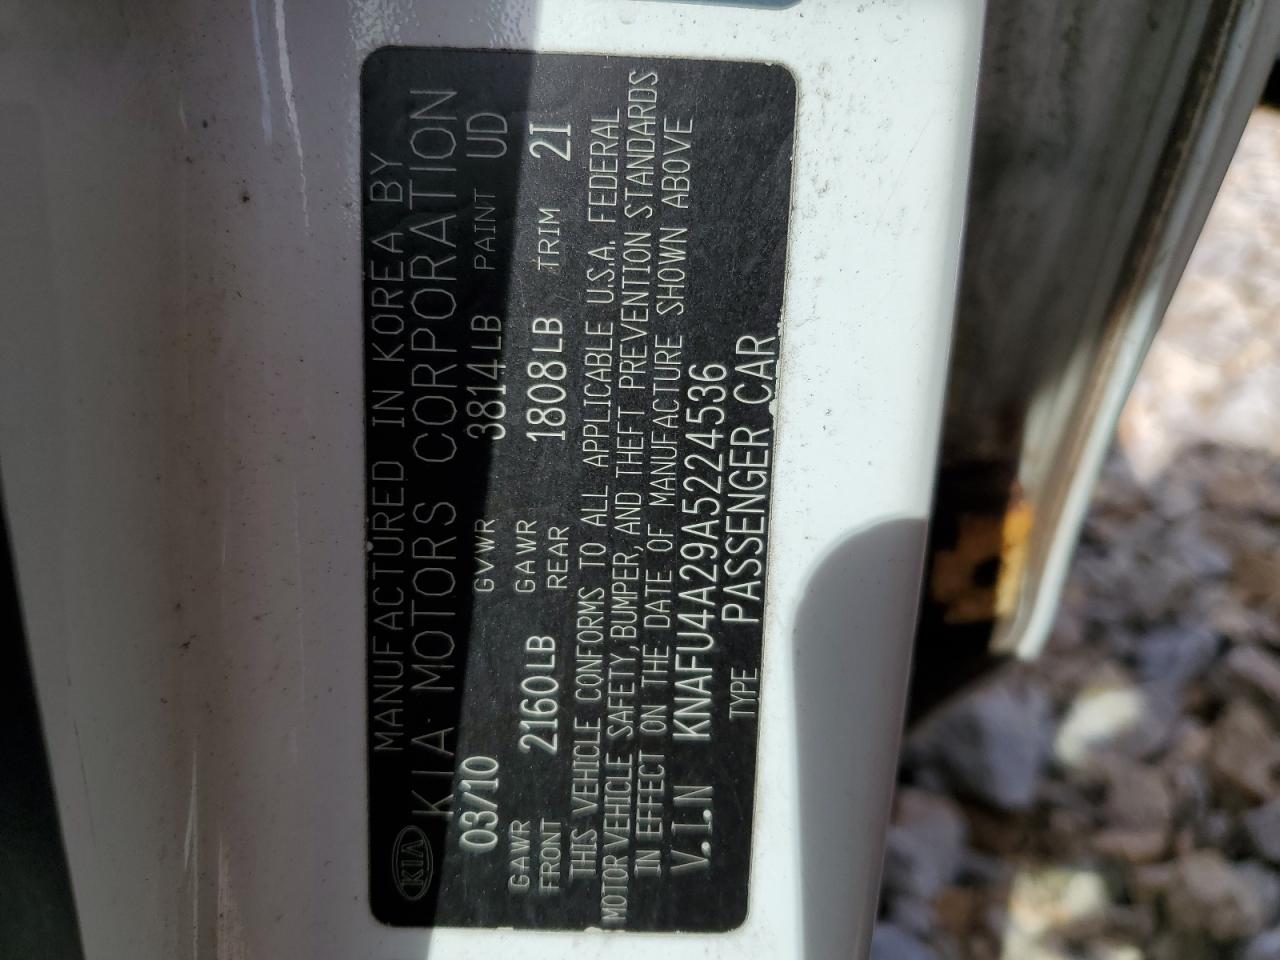 MANUFACTURED IN KOREA BY
KIA MOTORS CORPORATION
KIA
03/10 GVWR 3814LB PAINT UD
GAWR FRONT 2160LB GAWR REAR 1808LB TRIM 2I
THIS VEHICLE CONFORMS TO ALL APPLICABLE U.S.A. FEDERAL
MOTOR VEHICLE SAFETY, BUMPER, AND THEFT PREVENTION STANDARDS
IN EFFECT ON THE DATE OF MANUFACTURE SHOWN ABOVE
V.I.N KNAFU4A29A5224536
TYPE PASSENGER CAR